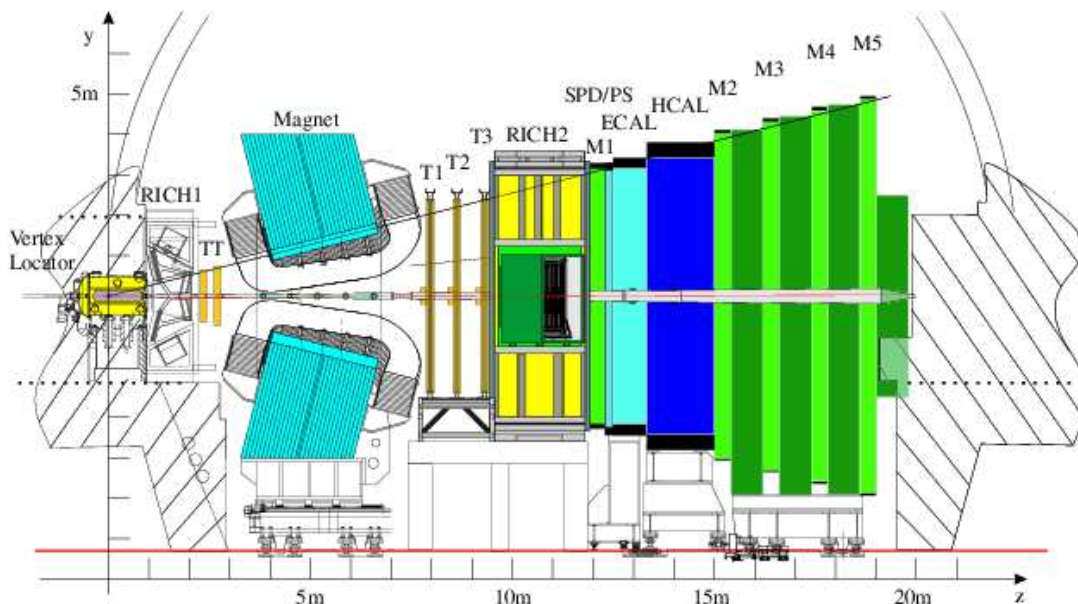 y
5m
Vertex
Locator
RICH1
TT
Magnet
T1
T2
T3
RICH2
M1
SPD/PS
ECAL
HCAL
M2
M3
M4
M5
5m
10m
15m
20m
z